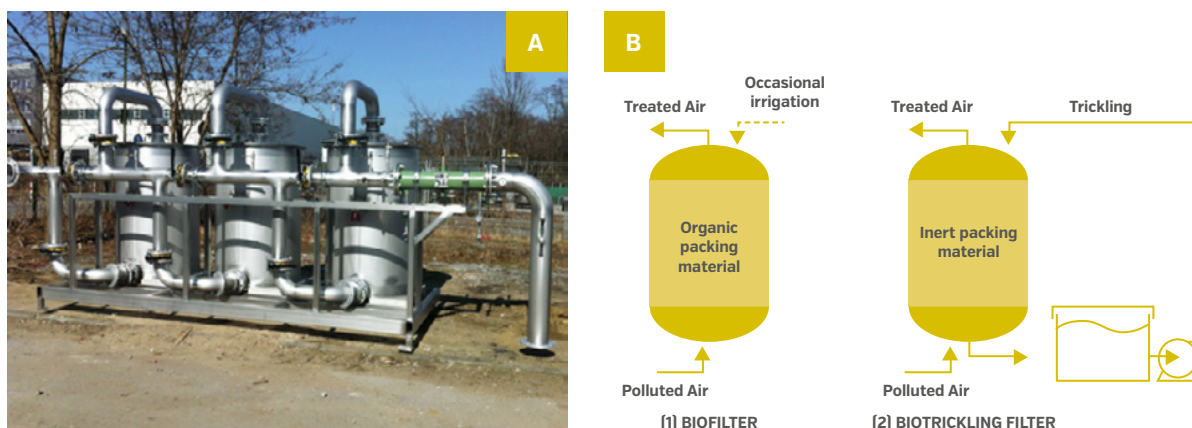 A
B
Treated Air
Occasional
irrigation
Organic
packing
material
Polluted Air
(1) BIOFILTER
Treated Air
Trickling
Inert packing
material
Polluted Air
(2) BIOTRICKLING FILTER